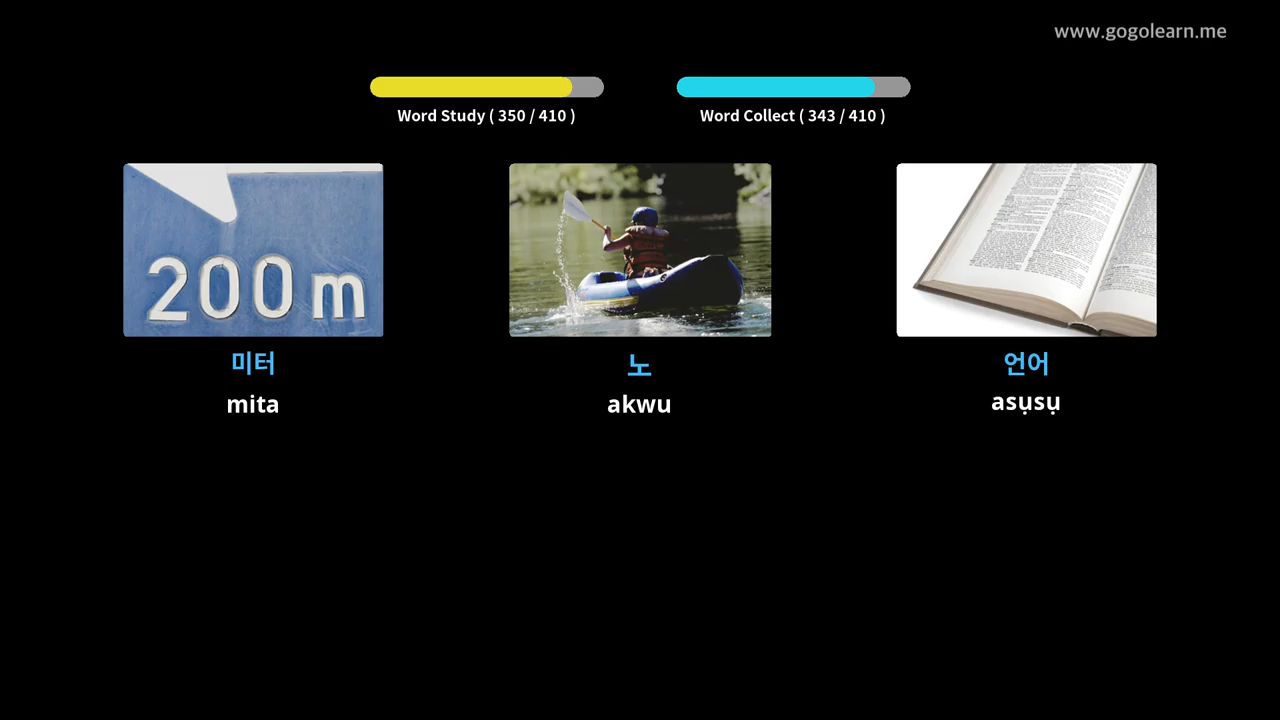 www.gogolearn.me
Word Study ( 350 / 410 )
Word Collect ( 343 / 410 )
200 m
미터
노
언어
mita
akwu
asụsụ